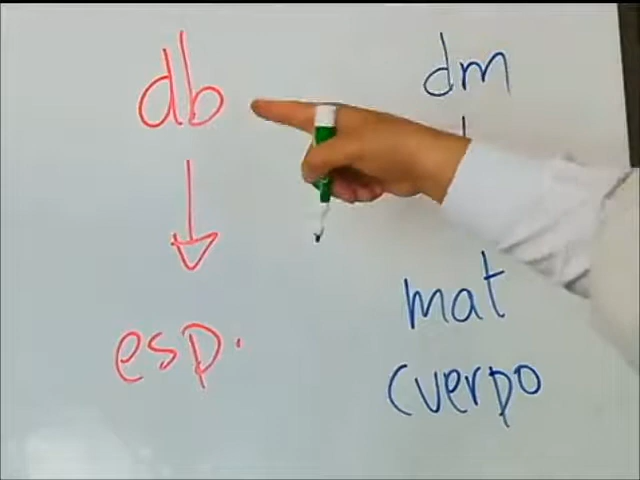 db
esp.
dm
mat
cuerpo